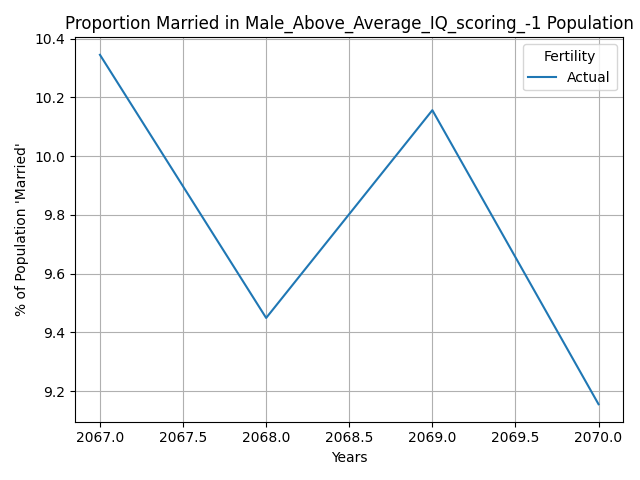 Proportion Married in Male_Above_Average_IQ_scoring_-1 Population
10.4
10.2
10.0
9.8
9.6
9.4
9.2
% of Population 'Married'
Fertility
Actual
2067.0
2067.5
2068.0
2068.5
2069.0
2069.5
2070.0
Years